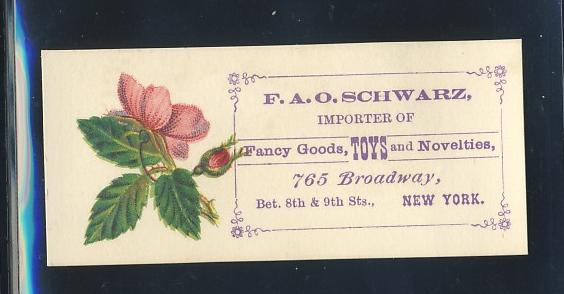 F. A. O. SCHWARZ,
IMPORTER OF
Fancy Goods, TOYS and Novelties,
765 Broadway,
Bet. 8th & 9th Sts., NEW YORK.